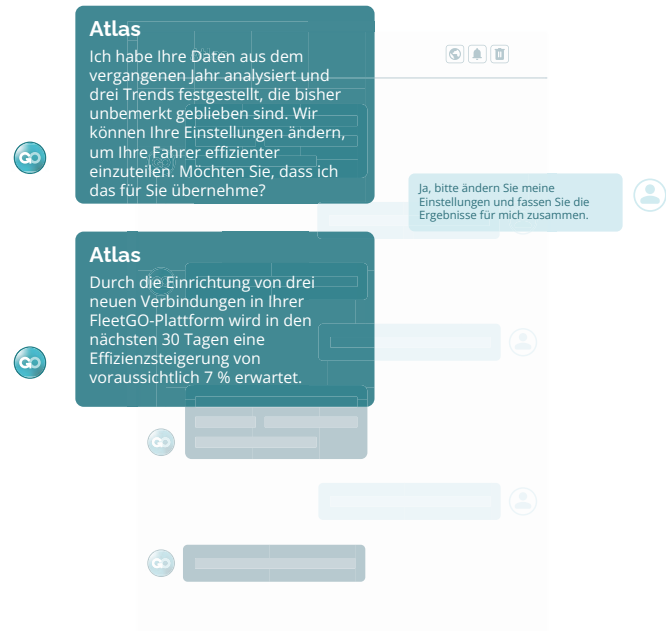 Atlas
Ich habe Ihre Daten aus dem
vergangenen Jahr analysiert und
drei Trends festgestellt, die bisher
unbemerkt geblieben sind. Wir
können Ihre Einstellungen ändern,
um Ihre Fahrer effizienter
einzuteilen. Möchten Sie, dass ich
das für Sie übernehme?
GO
Ja, bitte ändern Sie meine
Einstellungen und fassen Sie die
Ergebnisse für mich zusammen.
Atlas
Durch die Einrichtung von drei
neuen Verbindungen in Ihrer
FleetGO-Plattform wird in den
nächsten 30 Tagen eine
Effizienzsteigerung von
voraussichtlich 7 % erwartet.
GO
GO
GO